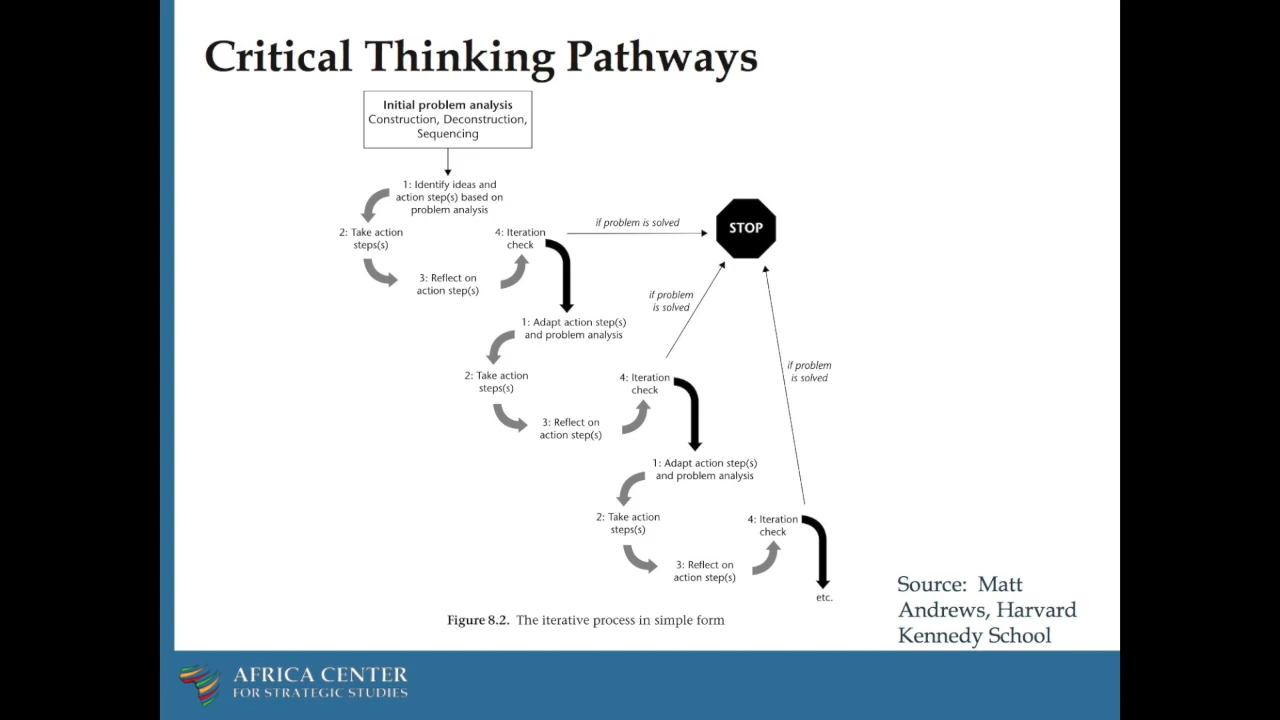 Critical Thinking Pathways
Initial problem analysis
Construction, Deconstruction,
Sequencing
1: Identify ideas and
action step(s) based on
problem analysis
2: Take action
steps(s)
3: Reflect on
action step(s)
4: Iteration
check
if problem is solved
STOP
1: Adapt action step(s)
and problem analysis
2: Take action
steps(s)
3: Reflect on
action step(s)
4: Iteration
check
if problem
is solved
1: Adapt action step(s)
and problem analysis
2: Take action
steps(s)
3: Reflect on
action step(s)
4: Iteration
check
if problem
is solved
etc.
Figure 8.2. The iterative process in simple form
Source: Matt
Andrews, Harvard
Kennedy School
AFRICA CENTER
FOR STRATEGIC STUDIES